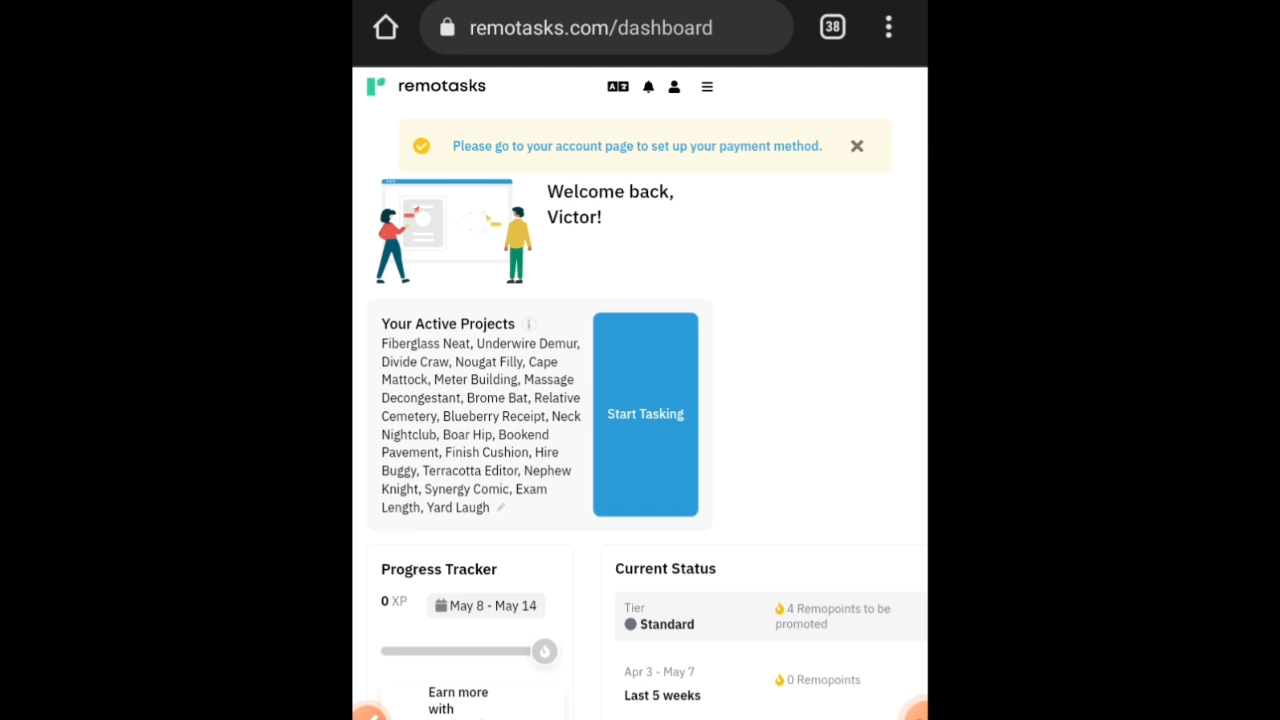 remotasks.com/dashboard
38
remotasks
Please go to your account page to set up your payment method.
Welcome back,
Victor!
Your Active Projects
Fiberglass Neat, Underwire Demur,
Divide Craw, Nougat Filly, Cape
Mattock, Meter Building, Massage
Decongestant, Brome Bat, Relative
Cemetery, Blueberry Receipt, Neck
Nightclub, Boar Hip, Bookend
Pavement, Finish Cushion, Hire
Buggy, Terracotta Editor, Nephew
Knight, Synergy Comic, Exam
Length, Yard Laugh
Start Tasking
Progress Tracker
0 XP
May 8 - May 14
Earn more
with
Current Status
Tier
Standard
4 Remopoints to be
promoted
Apr 3 - May 7
Last 5 weeks
0 Remopoints